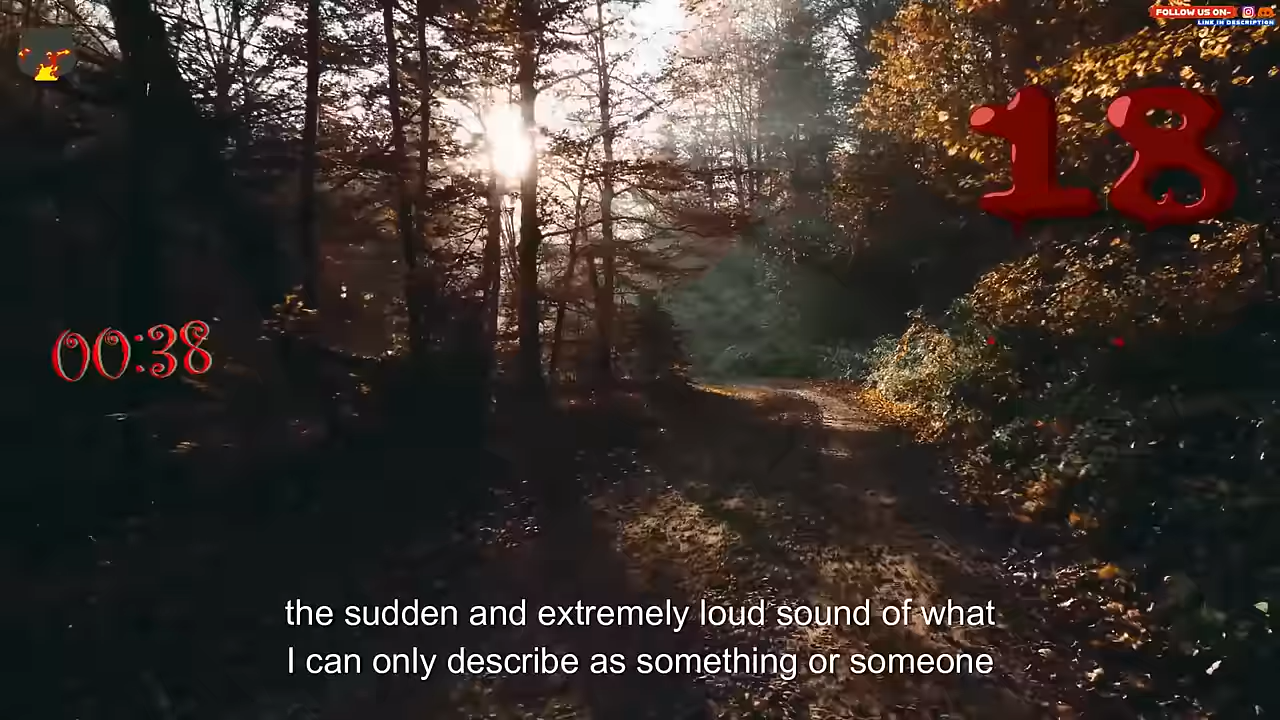 FOLLOW US ON-
LINK IN DESCRIPTION
18
00:38
the sudden and extremely loud sound of what
I can only describe as something or someone